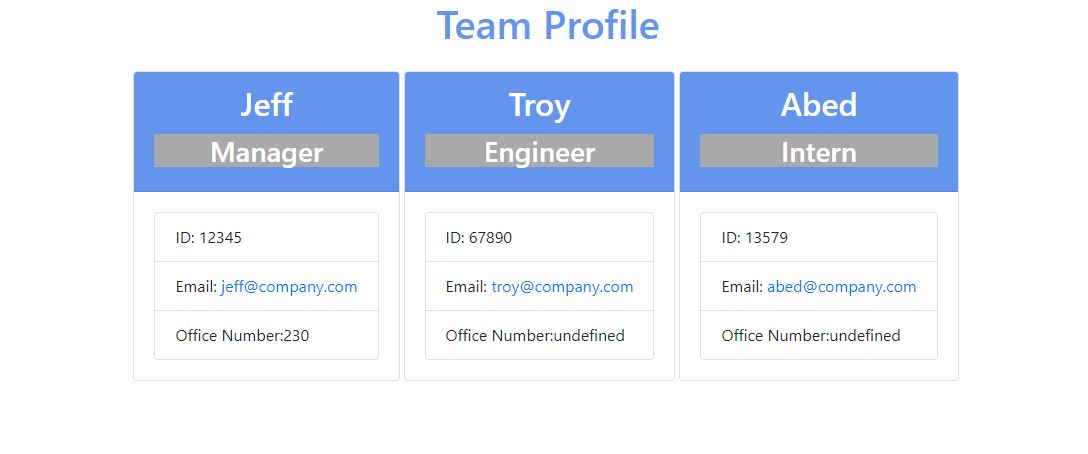 Team Profile
Jeff
Manager
ID: 12345
Email: jeff@company.com
Office Number:230
Troy
Engineer
ID: 67890
Email: troy@company.com
Office Number:undefined
Abed
Intern
ID: 13579
Email: abed@company.com
Office Number:undefined